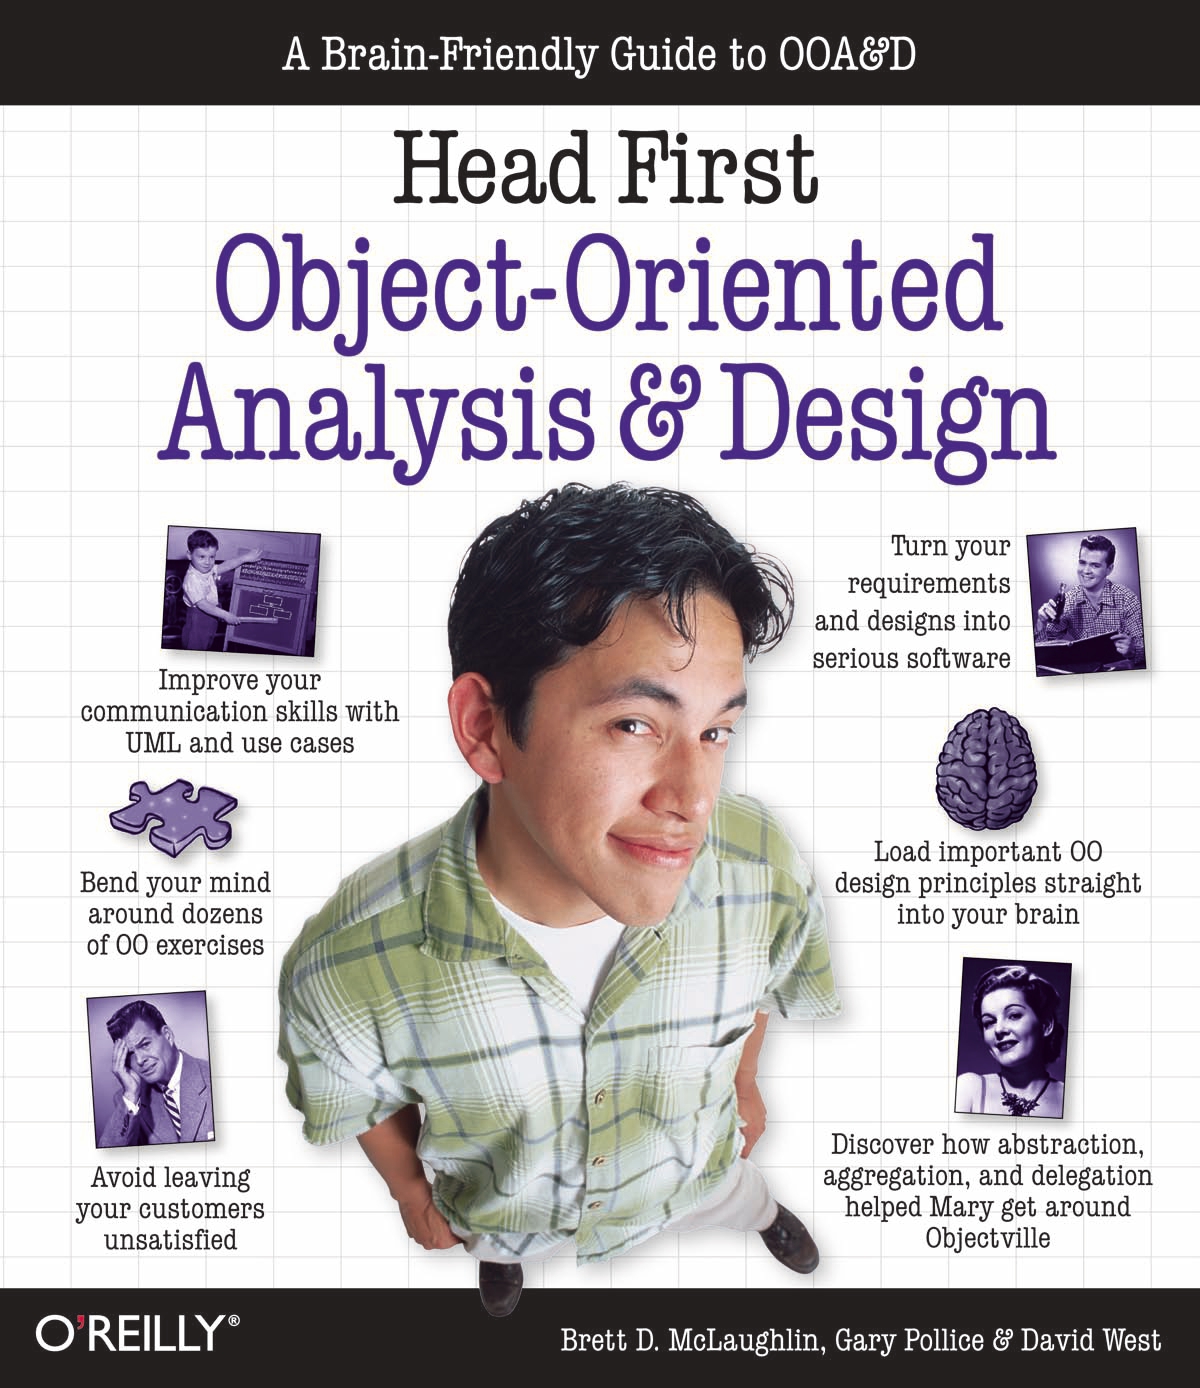 A Brain-Friendly Guide to OOA&D
Head First
Object-Oriented
Analysis & Design
Improve your
communication skills with
UML and use cases
Bend your mind
around dozens
of OO exercises
Avoid leaving
your customers
unsatisfied
Turn your
requirements
and designs into
serious software
Load important OO
design principles straight
into your brain
Discover how abstraction,
aggregation, and delegation
helped Mary get around
Objectville
O'REILLY®
Brett D. McLaughlin, Gary Pollice & David West